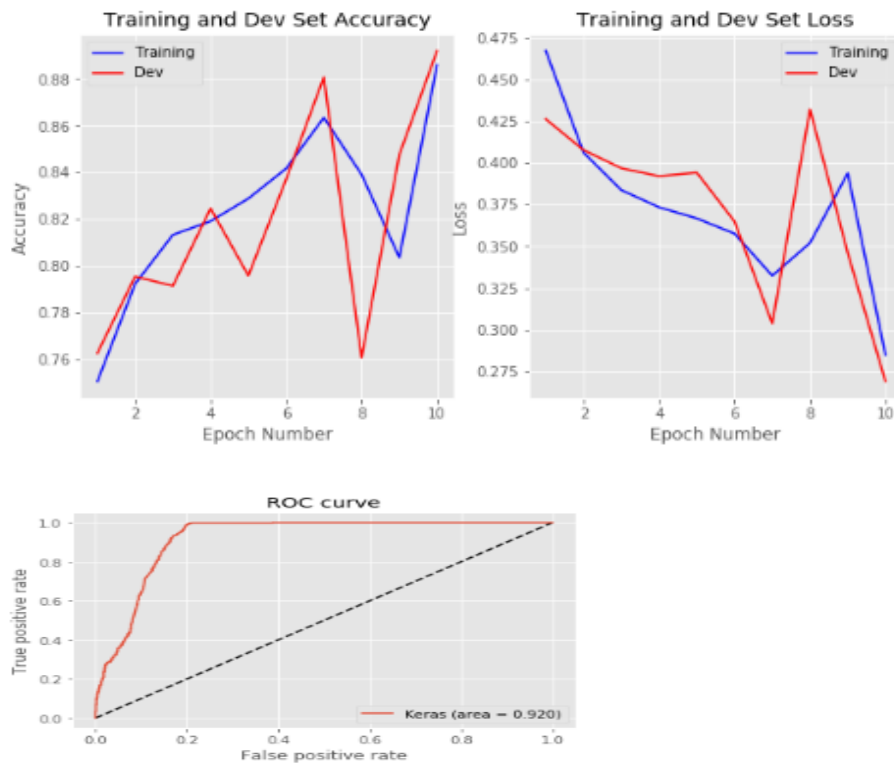 Training and Dev Set Accuracy
Training
Dev
0.88
0.86
0.84
0.82
0.80
0.78
0.76
Accuracy
2 4 6 8 10
Epoch Number
Training and Dev Set Loss
Training
Dev
0.475
0.450
0.425
0.400
0.375
0.350
0.325
0.300
0.275
Loss
2 4 6 8 10
Epoch Number
ROC curve
1.0
0.8
0.6
0.4
0.2
0.0
True positive rate
Keras (area = 0.920)
0.0 0.2 0.4 0.6 0.8 1.0
False positive rate